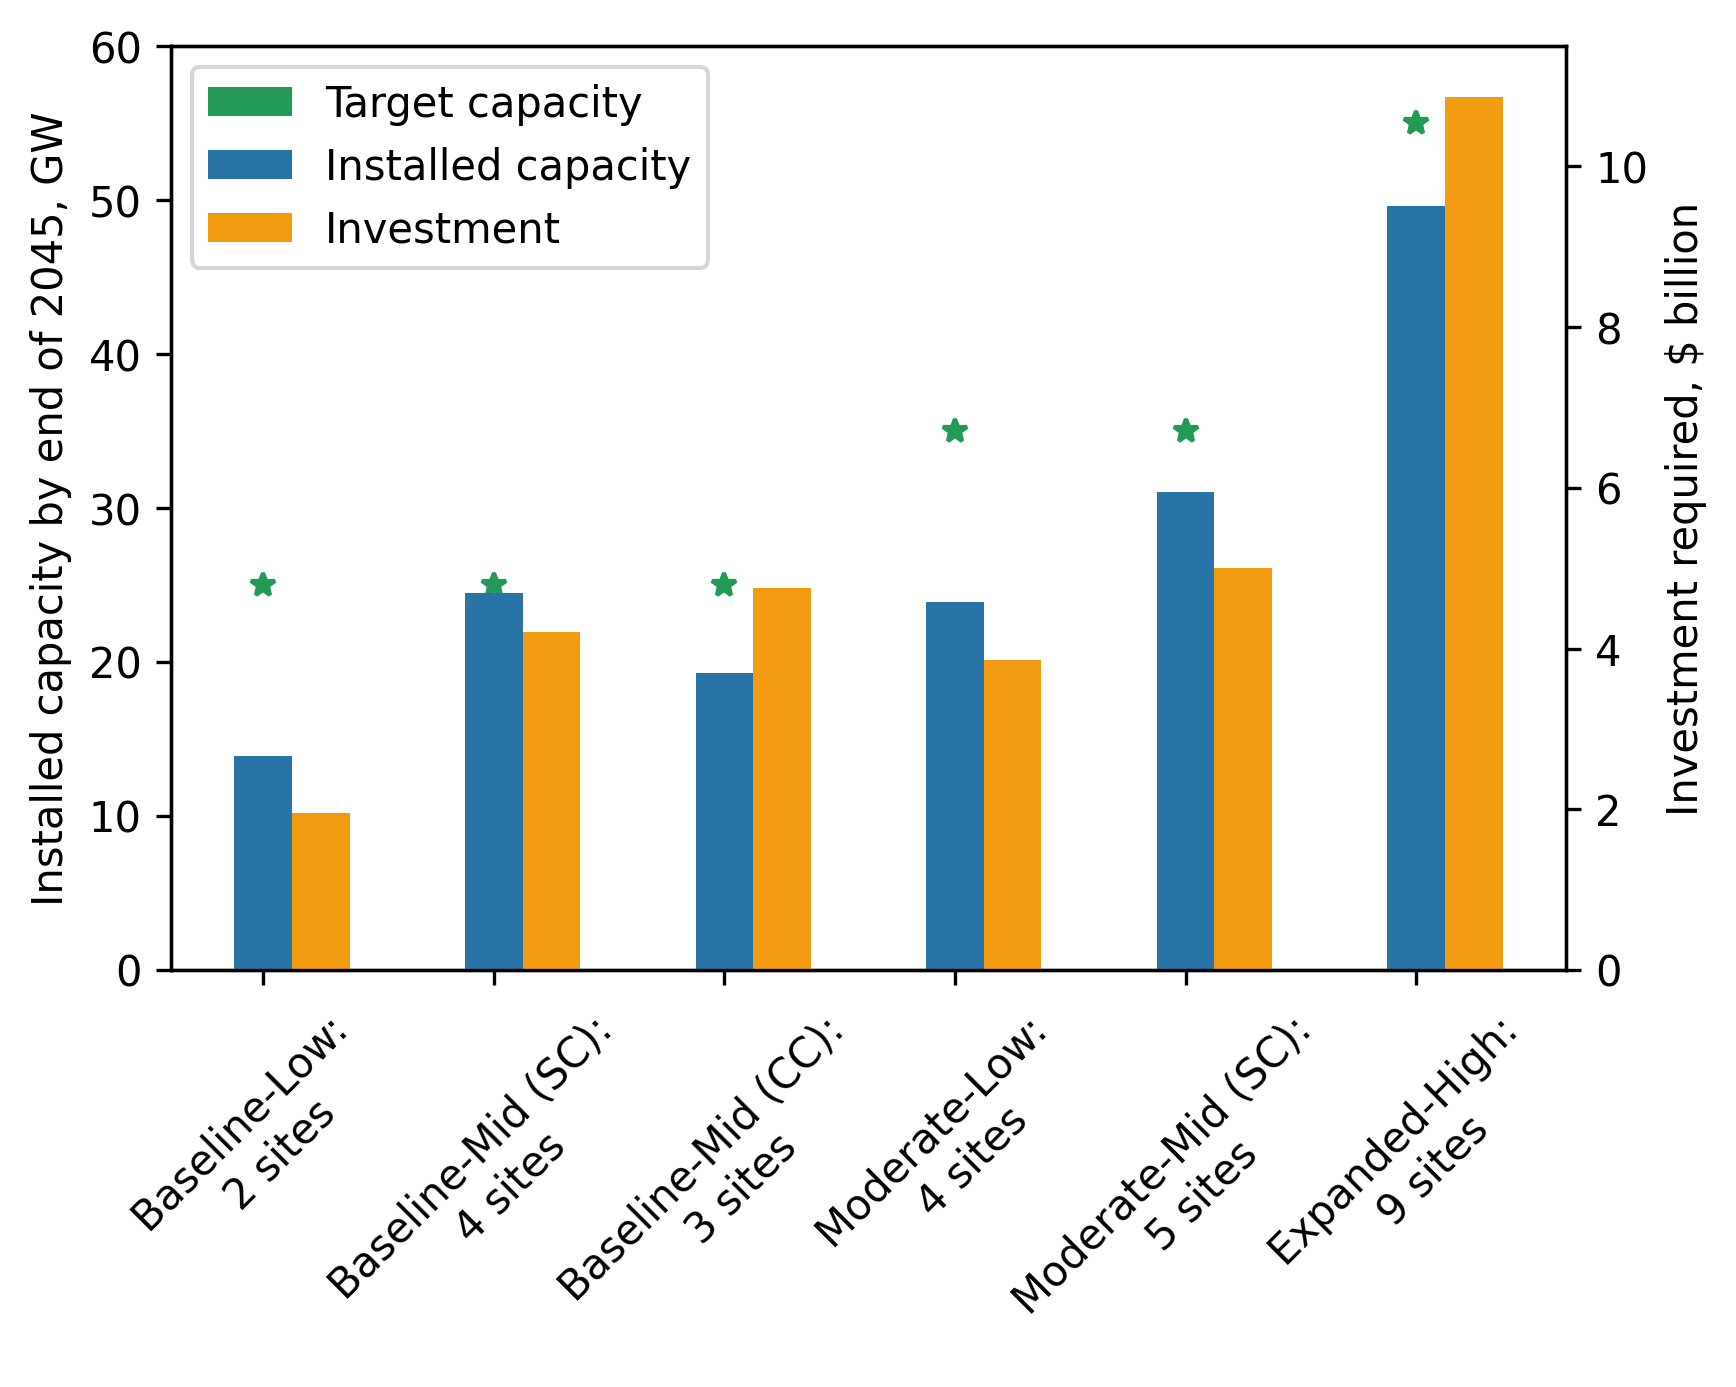 Target capacity
Installed capacity
Investment
Installed capacity by end of 2045, GW
60
50
40
30
20
10
0
Investment required, $ billion
10
8
6
4
2
0
Baseline-Low:
2 sites
Baseline-Mid (SC):
4 sites
Baseline-Mid (CC):
3 sites
Moderate-Low:
4 sites
Moderate-Mid (SC):
5 sites
Expanded-High:
9 sites